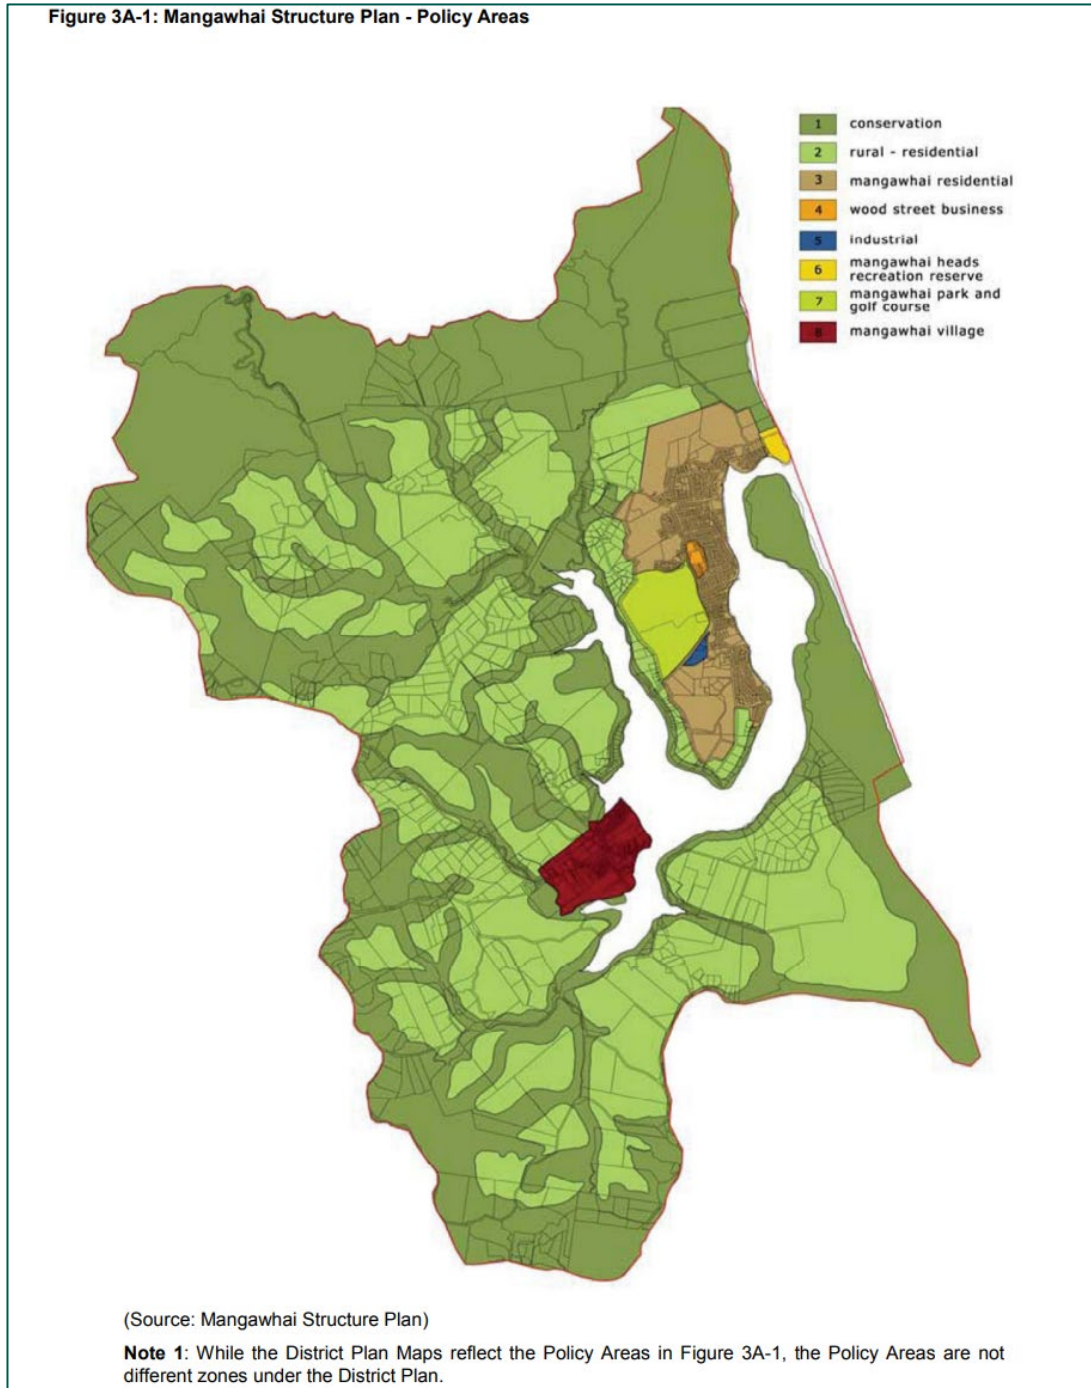 Figure 3A-1: Mangawhai Structure Plan - Policy Areas
1 conservation
2 rural - residential
3 mangawhai residential
4 wood street business
5 industrial
6 mangawhai heads
recreation reserve
7 mangawhai park and
golf course
8 mangawhai village
(Source: Mangawhai Structure Plan)
Note 1: While the District Plan Maps reflect the Policy Areas in Figure 3A-1, the Policy Areas are not
different zones under the District Plan.